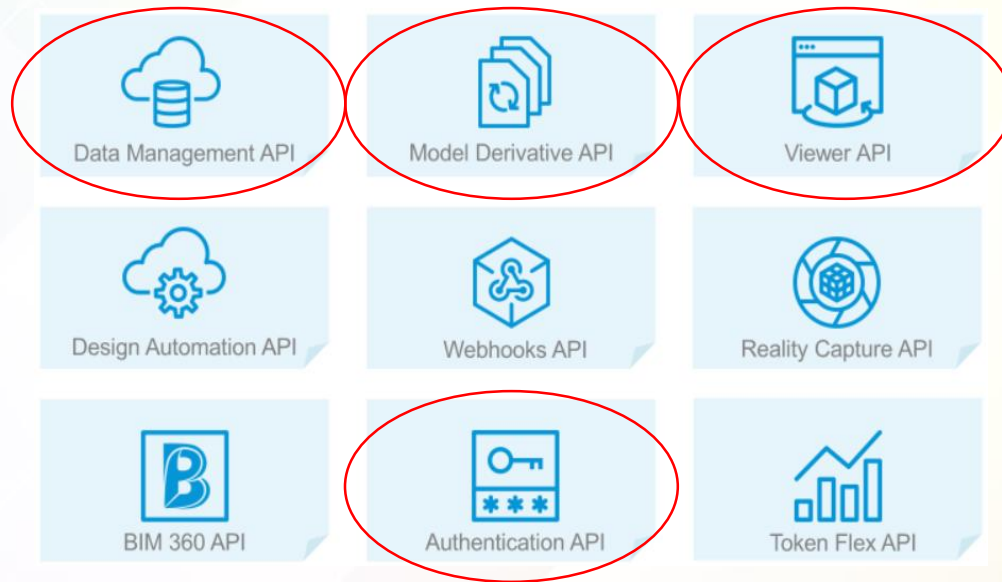 Data Management API
Model Derivative API
Viewer API
Design Automation API
Webhooks API
Reality Capture API
BIM 360 API
Authentication API
Token Flex API